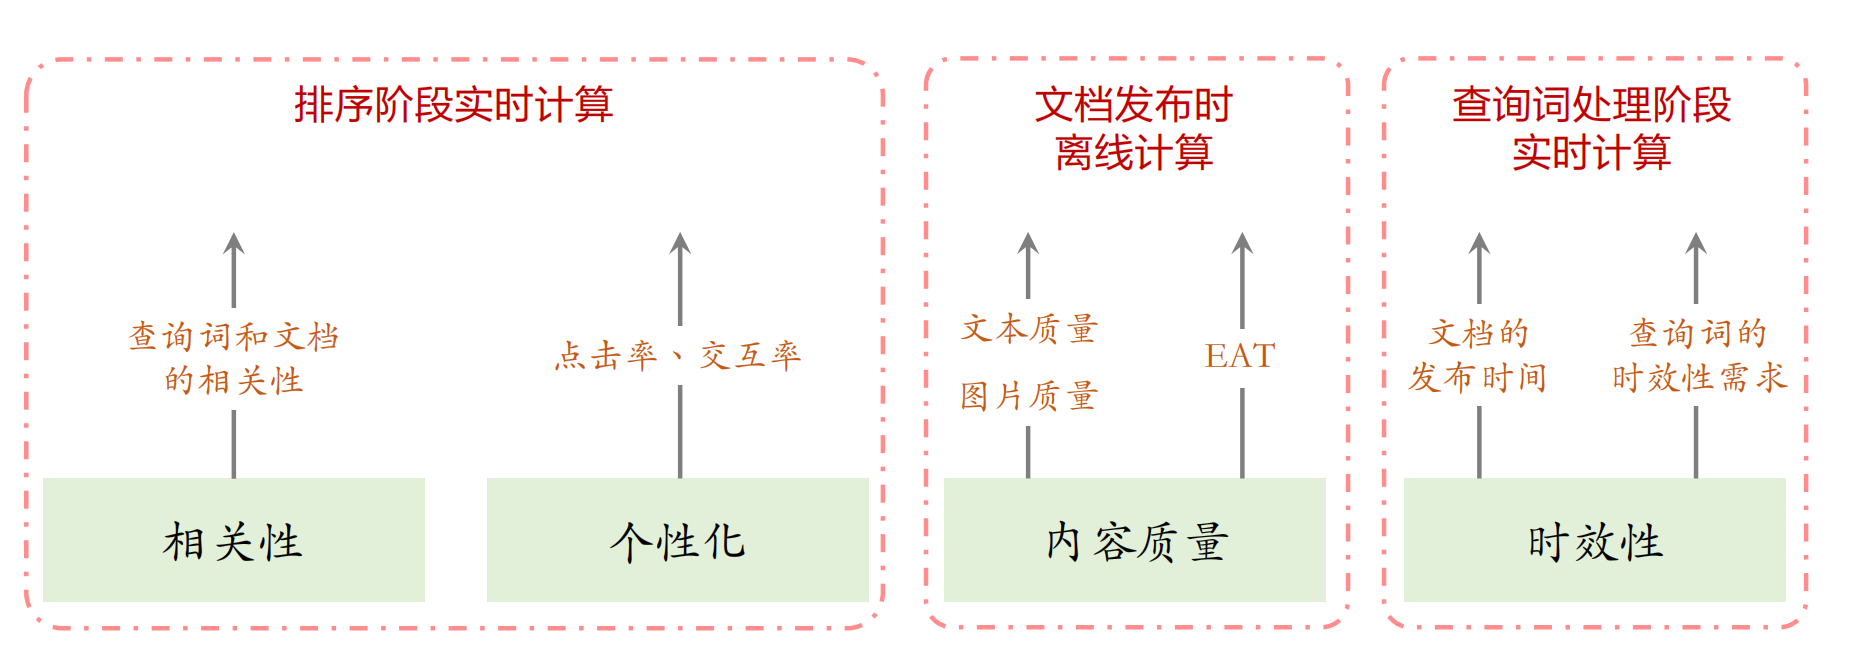 排序阶段实时计算
查询词和文档
的相关性
点击率、交互率
相关性
个性化
文档发布时
离线计算
文本质量
图片质量
EAT
内容质量
查询词处理阶段
实时计算
文档的
发布时间
查询词的
时效性需求
时效性